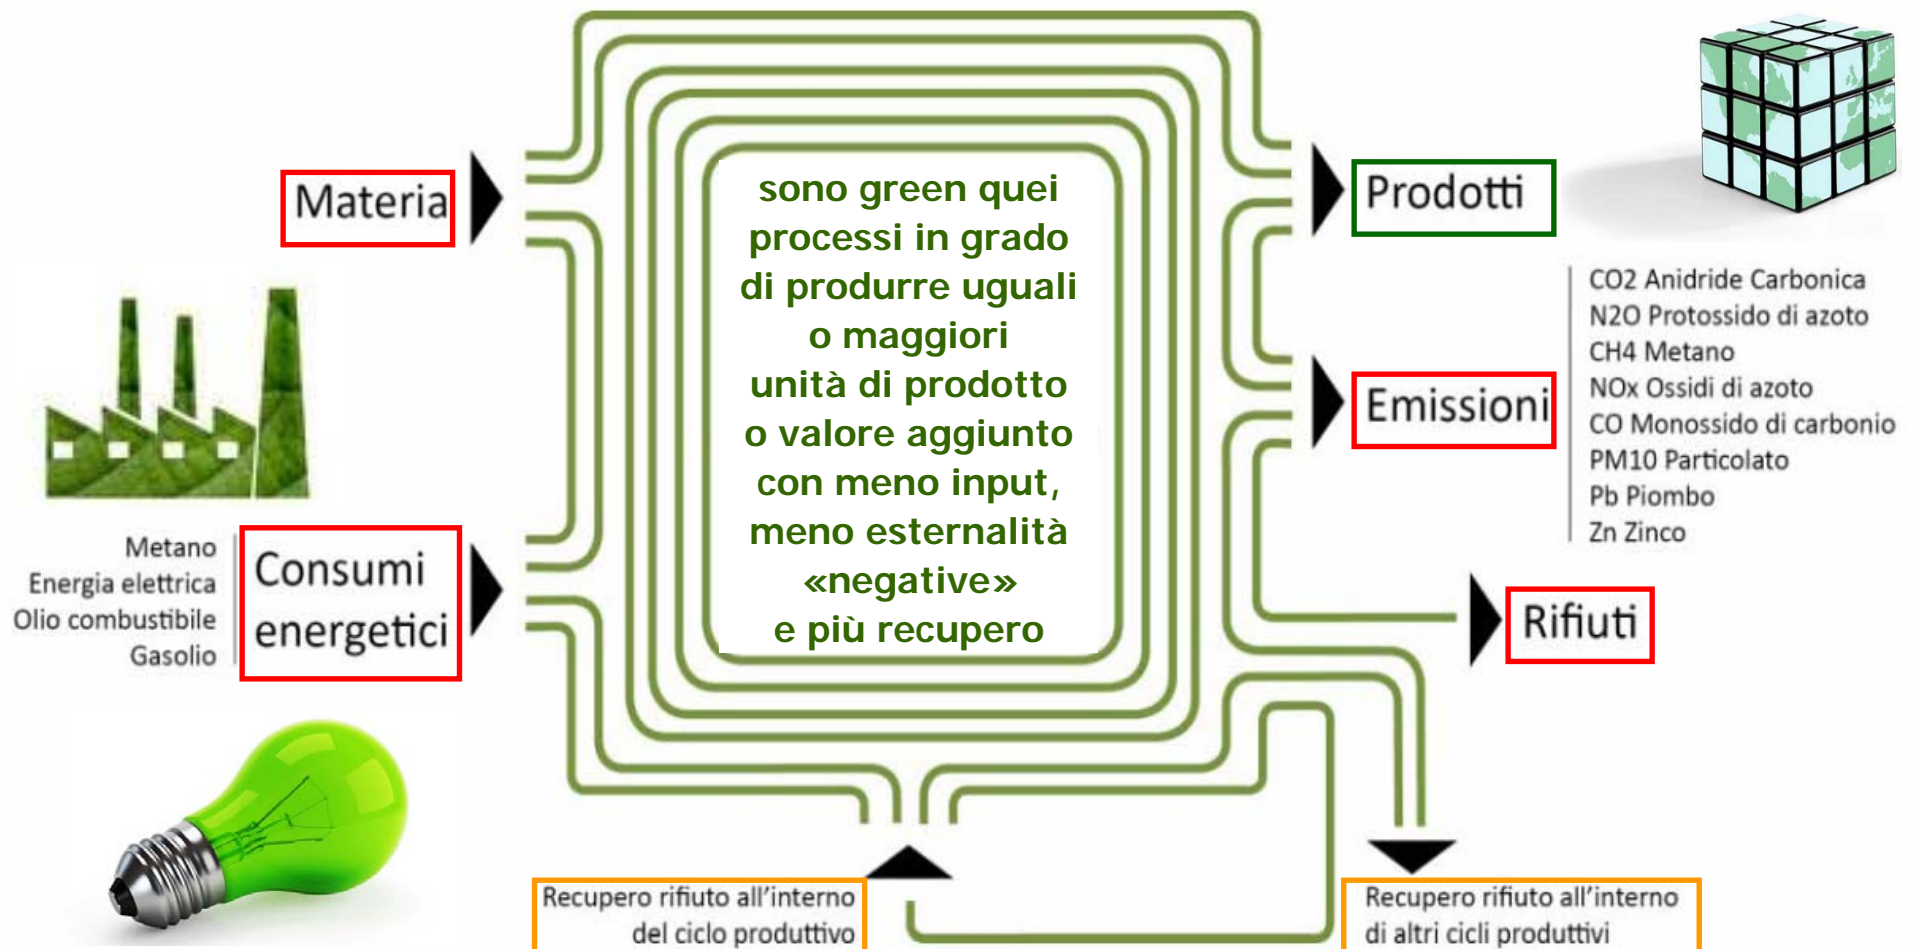 Materia
Metano
Energia elettrica
Olio combustibile
Gasolio
Consumi
energetici
sono green quei
processi in grado
di produrre uguali
o maggiori
unità di prodotto
o valore aggiunto
con meno input,
meno esternalità
«negative»
e più recupero
Prodotti
Emissioni
CO2 Anidride Carbonica
N2O Protossido di azoto
CH4 Metano
NOx Ossidi di azoto
CO Monossido di carbonio
PM10 Particolato
Pb Piombo
Zn Zinco
Rifiuti
Recupero rifiuto all'interno
del ciclo produttivo
Recupero rifiuto all'interno
di altri cicli produttivi